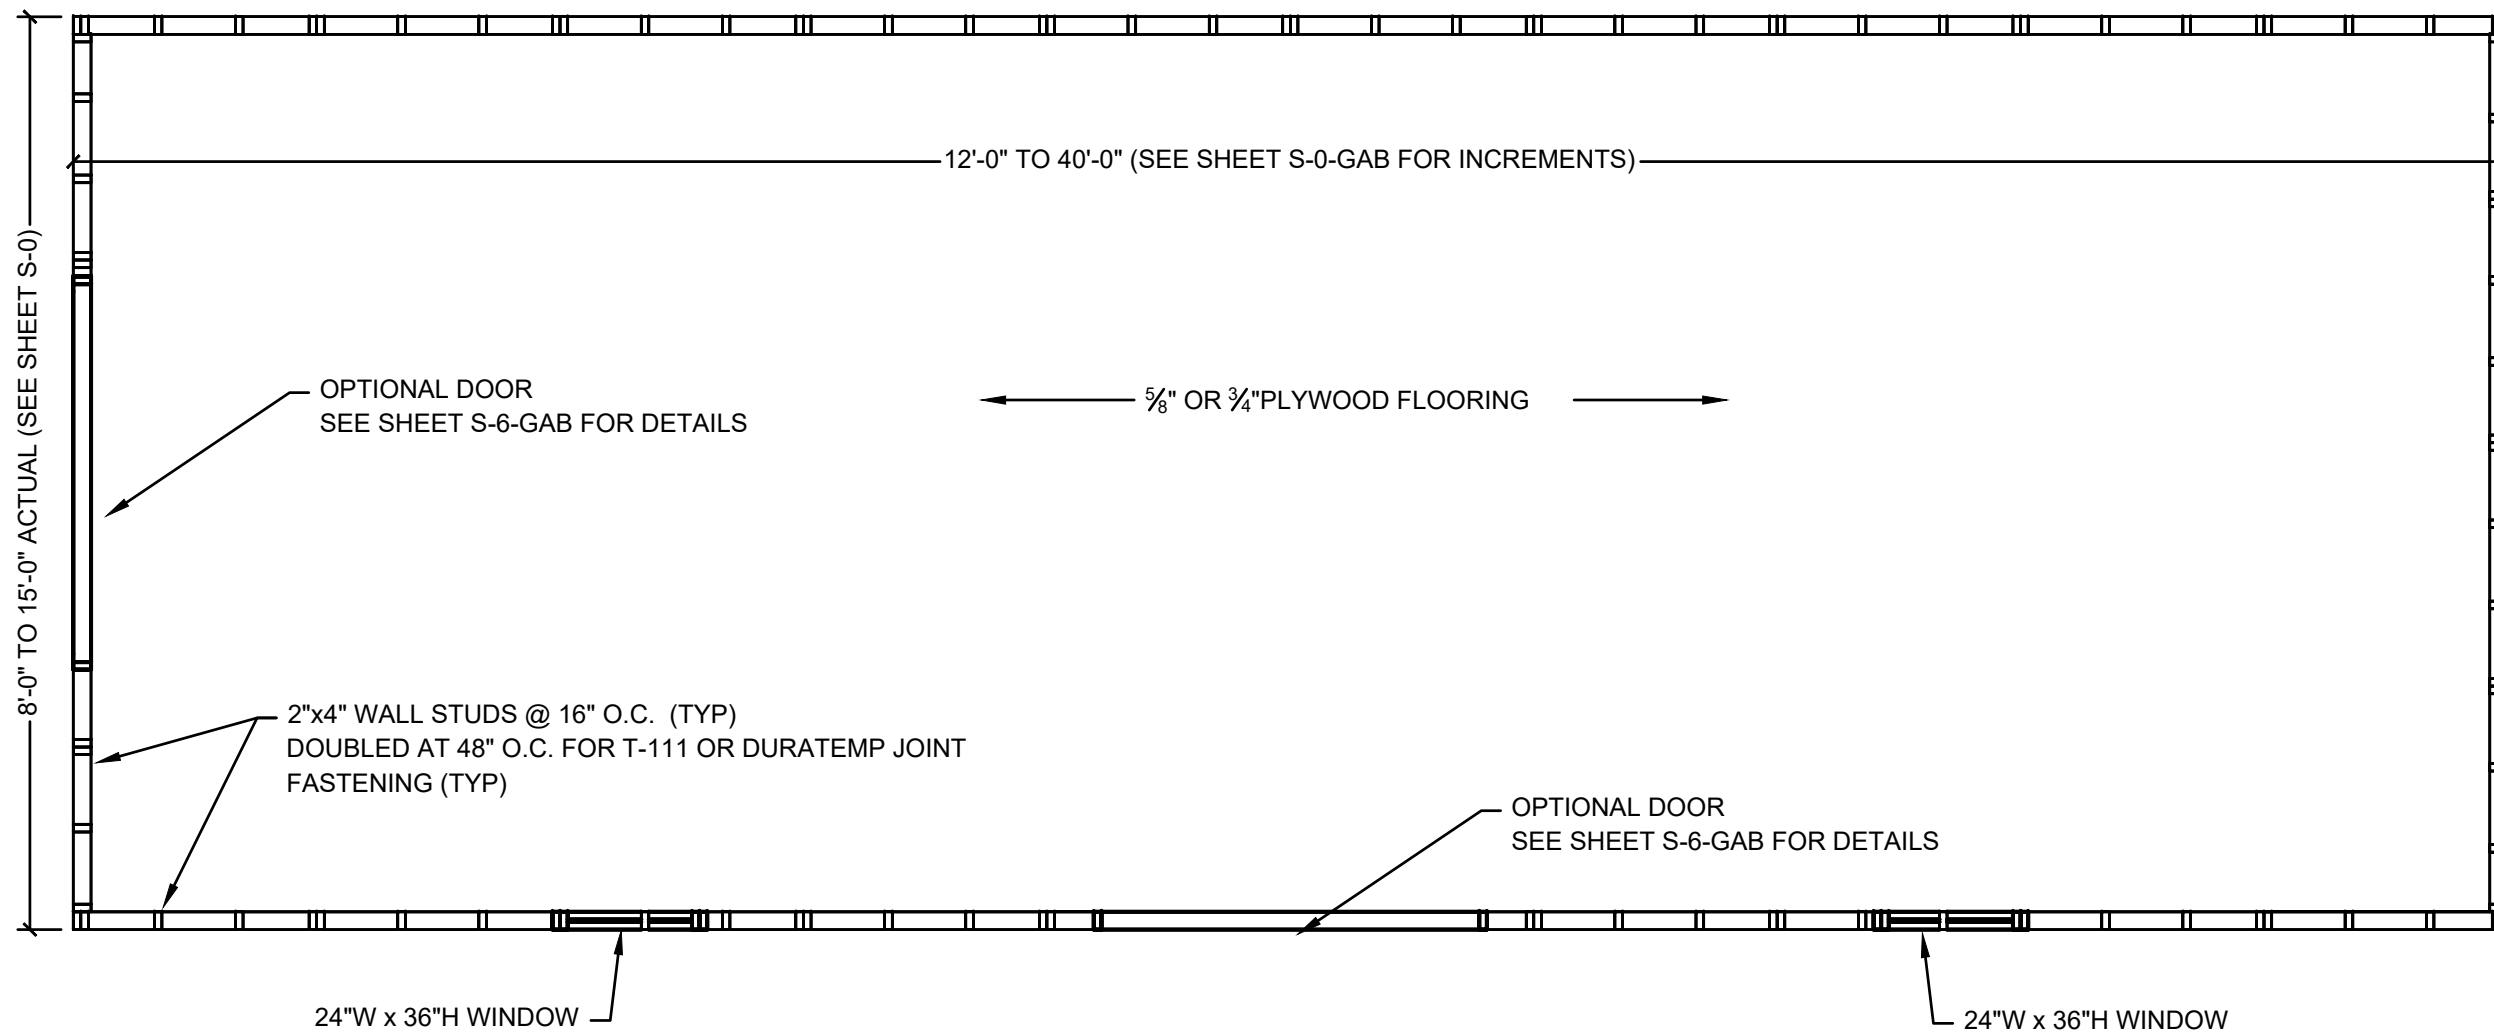 12'-0" TO 40'-0" (SEE SHEET S-0-GAB FOR INCREMENTS)
8'-0" TO 15'-0" ACTUAL (SEE SHEET S-0)
OPTIONAL DOOR
SEE SHEET S-6-GAB FOR DETAILS
⅝" OR ¾"PLYWOOD FLOORING
2"x4" WALL STUDS @ 16" O.C. (TYP)
DOUBLED AT 48" O.C. FOR T-111 OR DURATEMP JOINT
FASTENING (TYP)
OPTIONAL DOOR
SEE SHEET S-6-GAB FOR DETAILS
24"W x 36"H WINDOW
24"W x 36"H WINDOW